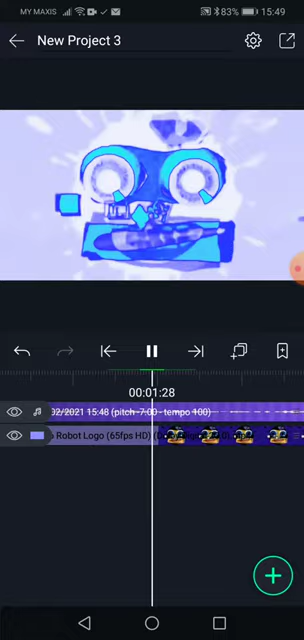 MY MAXIS 83% 15:49
New Project 3
00:01:28
02/2021 15:48 (pitch -7.00 - tempo 100)
Robot Logo (65fps HD)